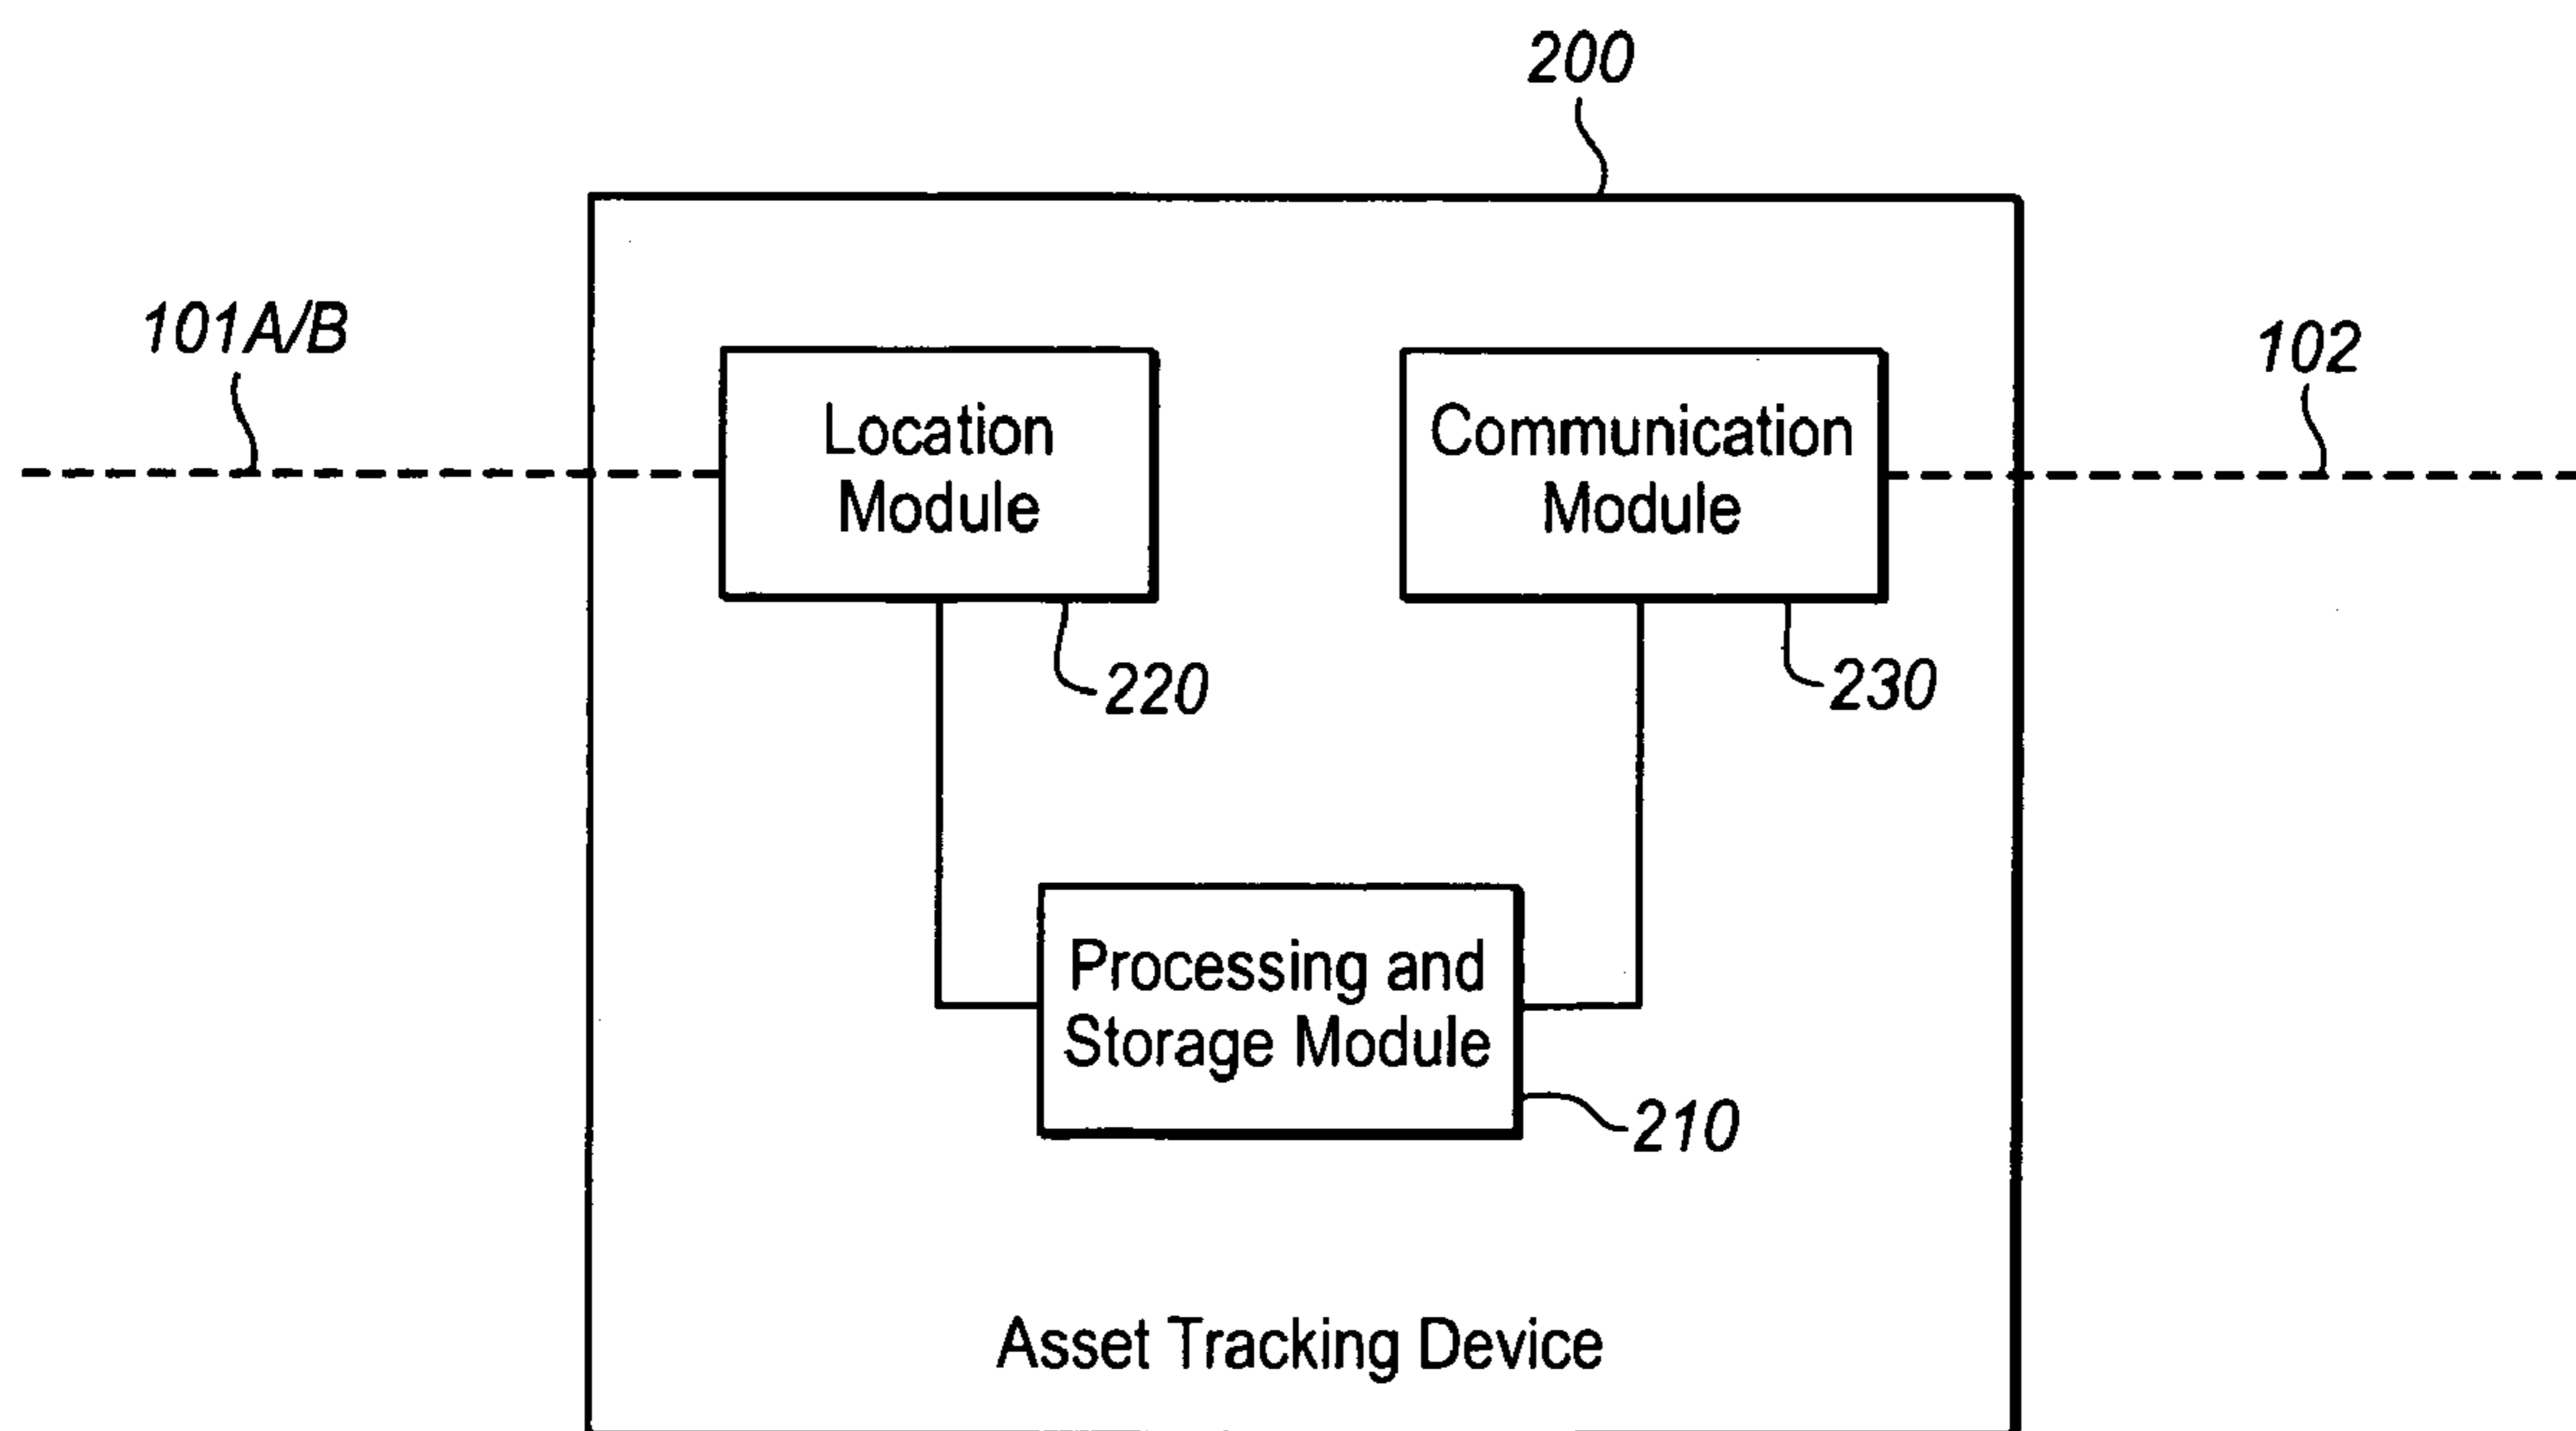 200
101A/B
102
Location
Module
Communication
Module
220
230
Processing and
Storage Module
210
Asset Tracking Device